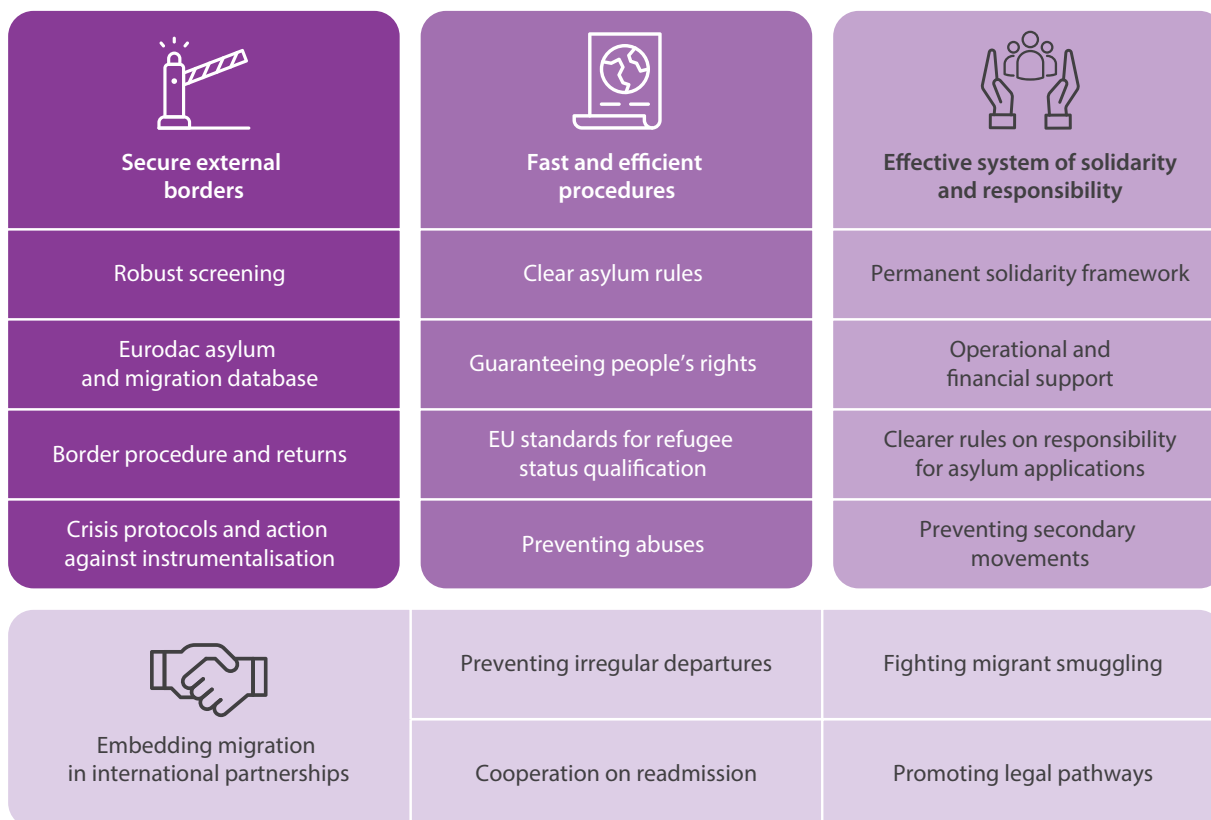 Secure external
borders
Robust screening
Eurodac asylum
and migration database
Border procedure and returns
Crisis protocols and action
against instrumentalisation
Fast and efficient
procedures
Clear asylum rules
Guaranteeing people’s rights
EU standards for refugee
status qualification
Preventing abuses
Effective system of solidarity
and responsibility
Permanent solidarity framework
Operational and
financial support
Clearer rules on responsibility
for asylum applications
Preventing secondary
movements
Embedding migration
in international partnerships
Preventing irregular departures
Fighting migrant smuggling
Cooperation on readmission
Promoting legal pathways